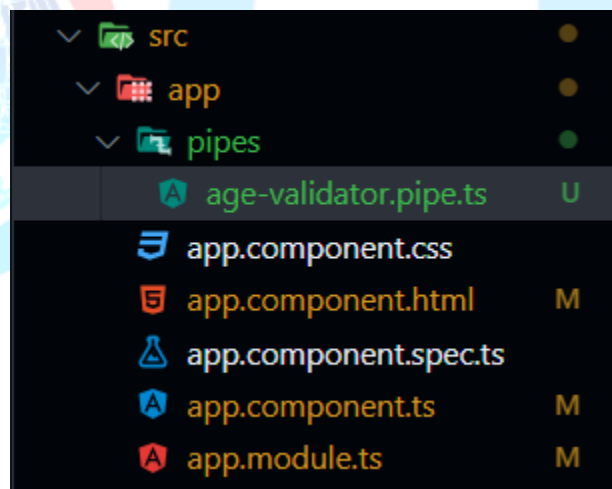 src
app
pipes
age-validator.pipe.ts U
app.component.css
app.component.html M
app.component.spec.ts
app.component.ts M
app.module.ts M